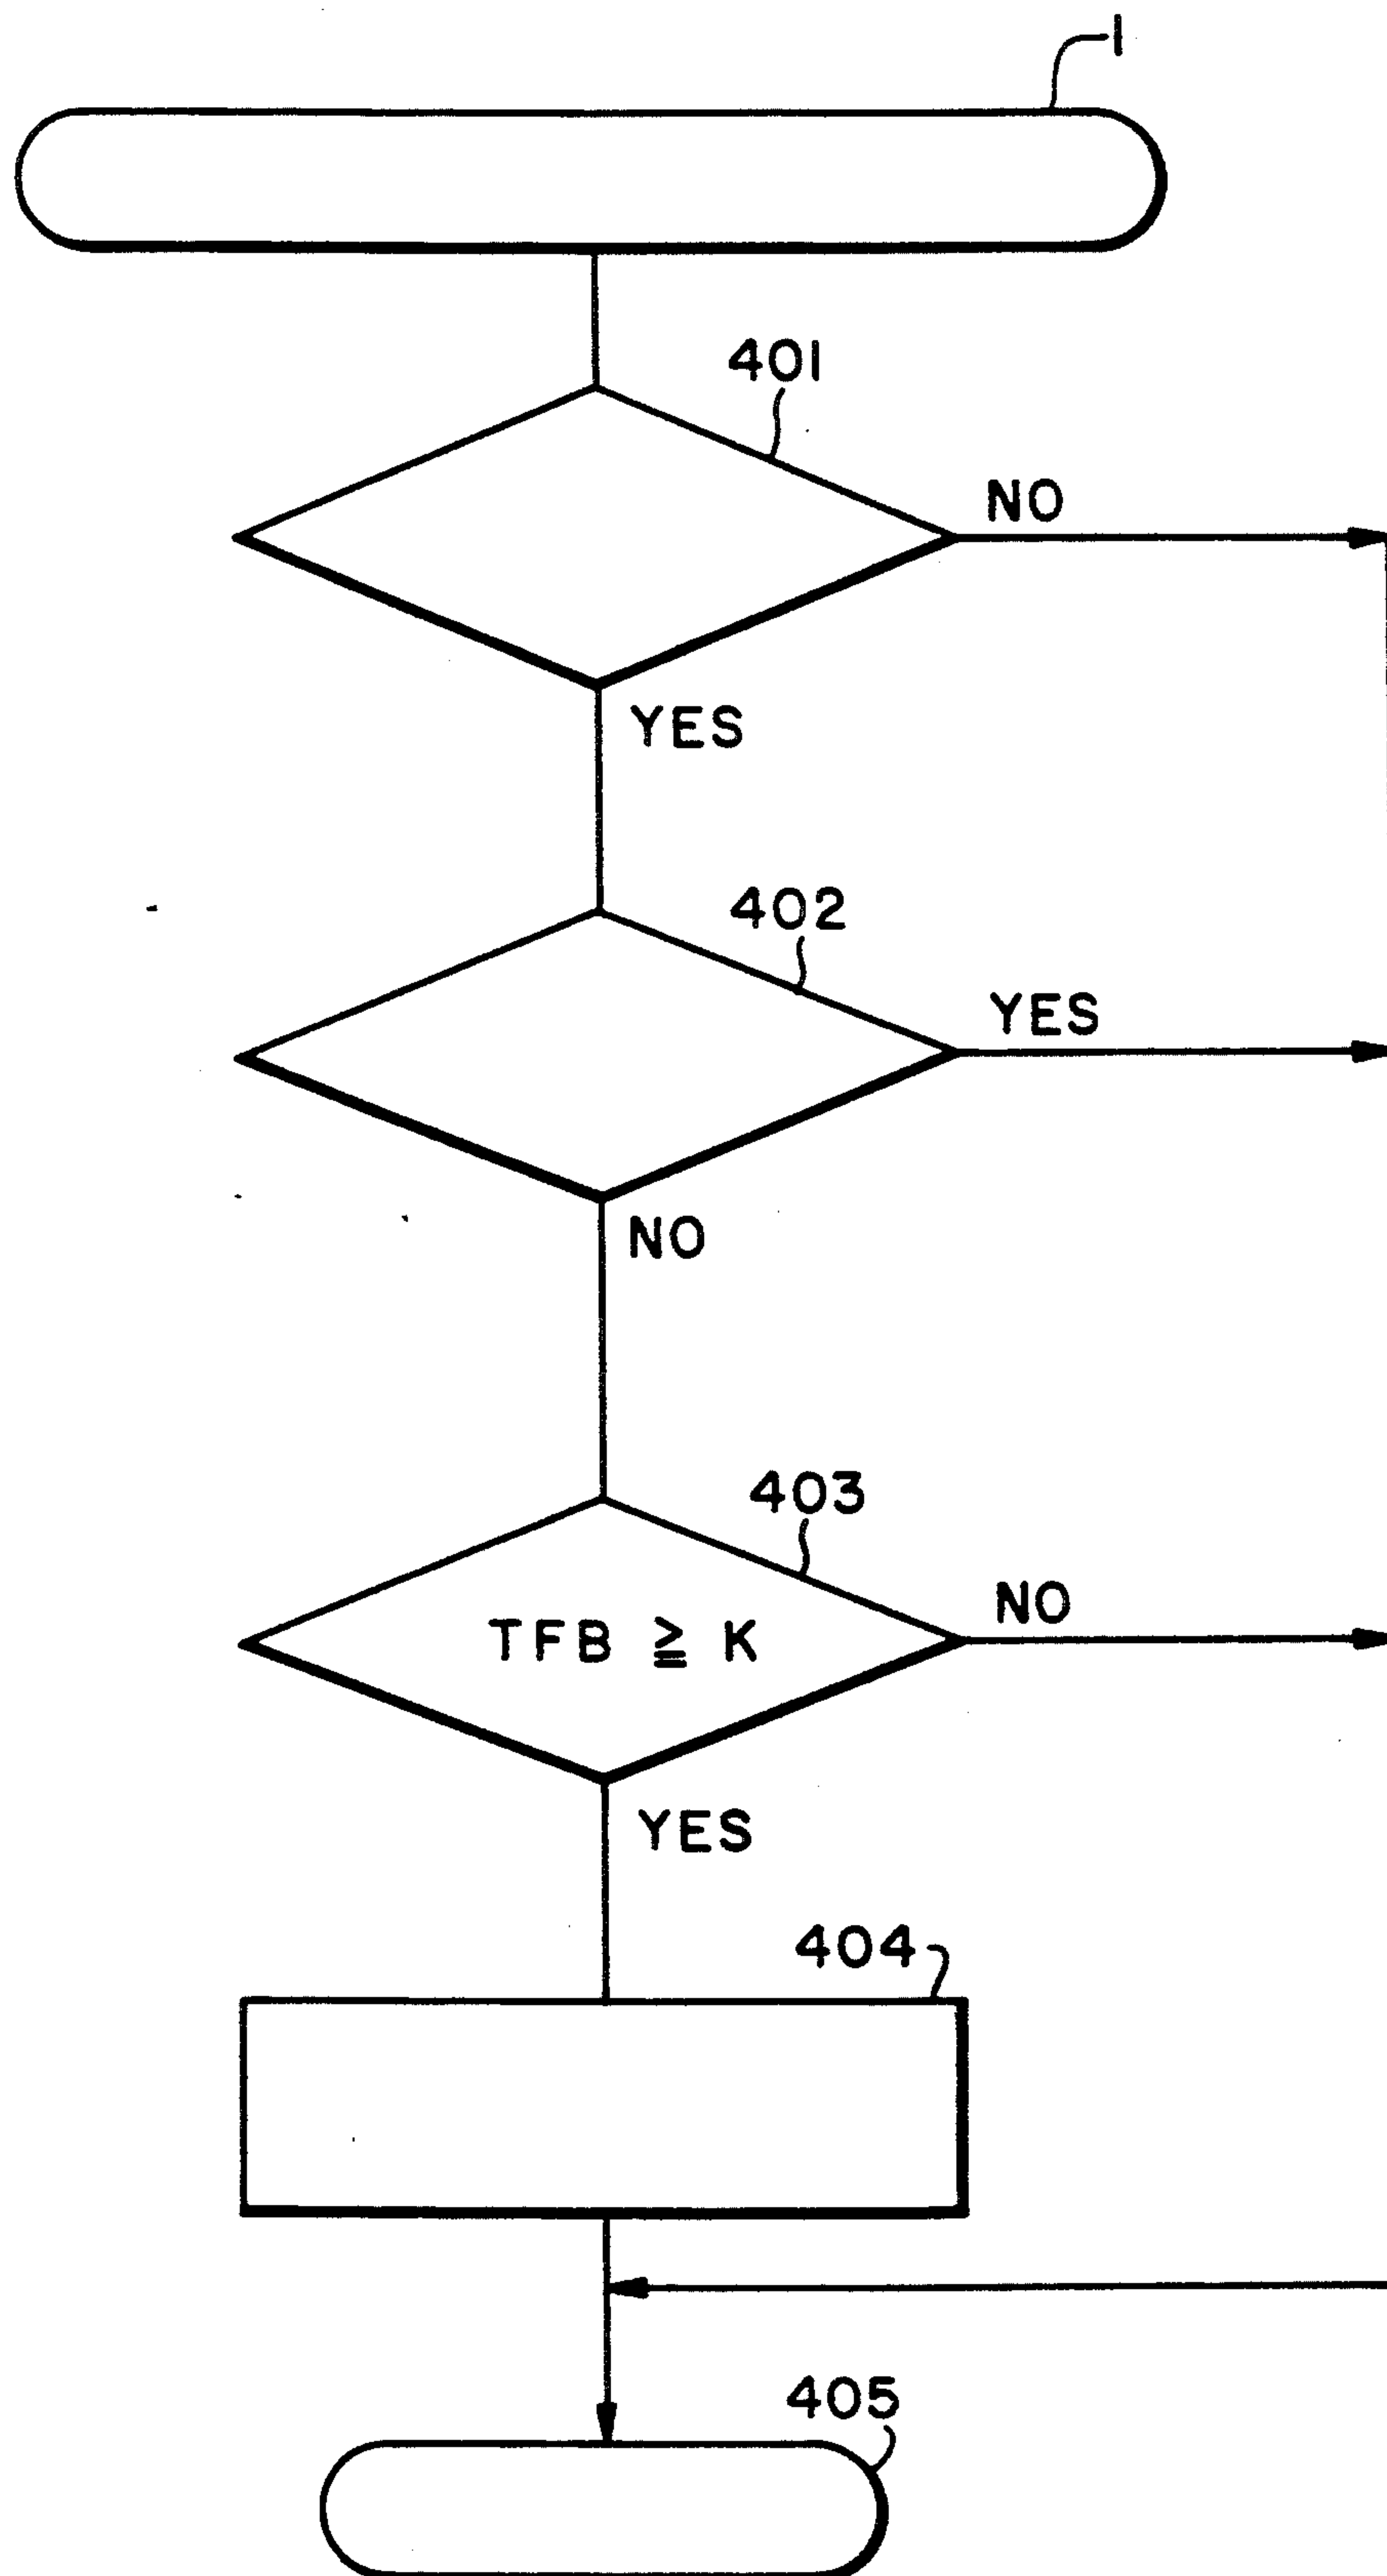 1
401
NO
YES
402
YES
NO
403
NO
TFB ≧ K
YES
404
405